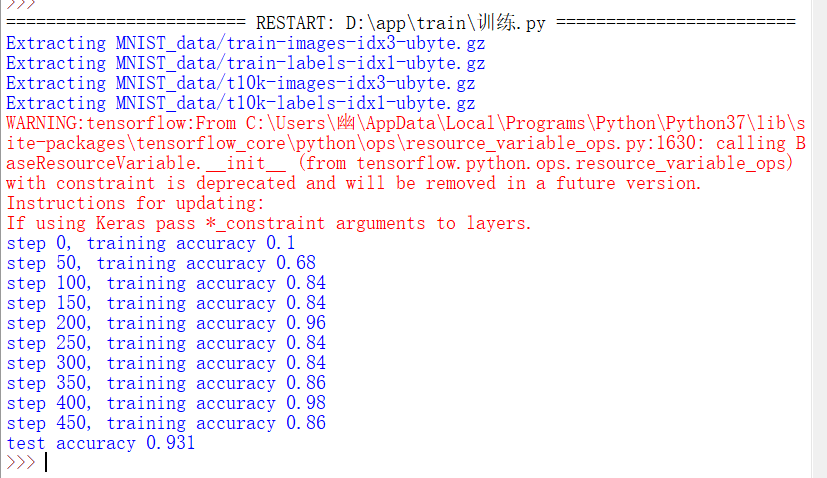 >>>
======================== RESTART: D:\app\train\训练.py ========================
Extracting MNIST_data/train-images-idx3-ubyte.gz
Extracting MNIST_data/train-labels-idx1-ubyte.gz
Extracting MNIST_data/t10k-images-idx3-ubyte.gz
Extracting MNIST_data/t10k-labels-idx1-ubyte.gz
WARNING:tensorflow:From C:\Users\幽\AppData\Local\Programs\Python\Python37\lib\s
ite-packages\tensorflow_core\python\ops\resource_variable_ops.py:1630: calling B
aseResourceVariable.__init__ (from tensorflow.python.ops.resource_variable_ops)
with constraint is deprecated and will be removed in a future version.
Instructions for updating:
If using Keras pass *_constraint arguments to layers.
step 0, training accuracy 0.1
step 50, training accuracy 0.68
step 100, training accuracy 0.84
step 150, training accuracy 0.84
step 200, training accuracy 0.96
step 250, training accuracy 0.84
step 300, training accuracy 0.84
step 350, training accuracy 0.86
step 400, training accuracy 0.98
step 450, training accuracy 0.86
test accuracy 0.931
>>>